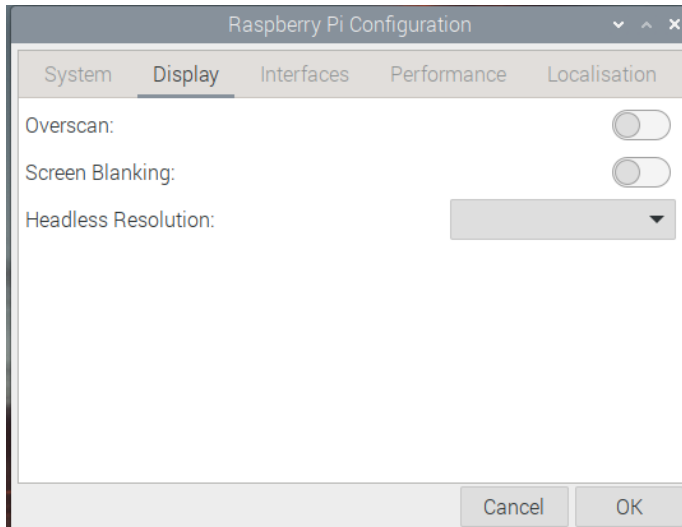 Raspberry Pi Configuration
System Display Interfaces Performance Localisation
Overscan:
Screen Blanking:
Headless Resolution:
Cancel OK